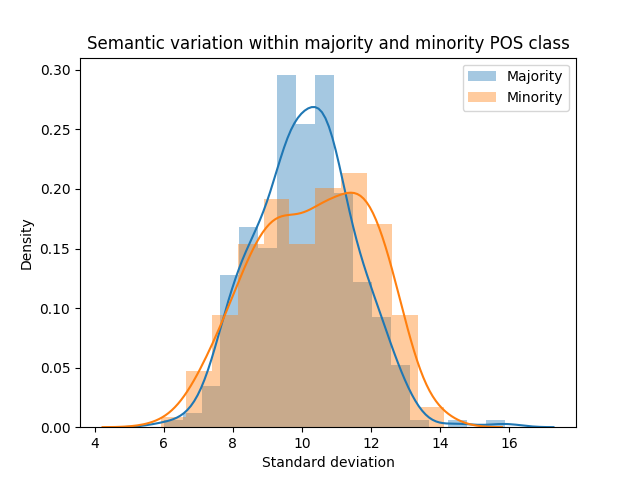 Semantic variation within majority and minority POS class
Majority
Minority
Density
0.30
0.25
0.20
0.15
0.10
0.05
0.00
4 6 8 10 12 14 16
Standard deviation